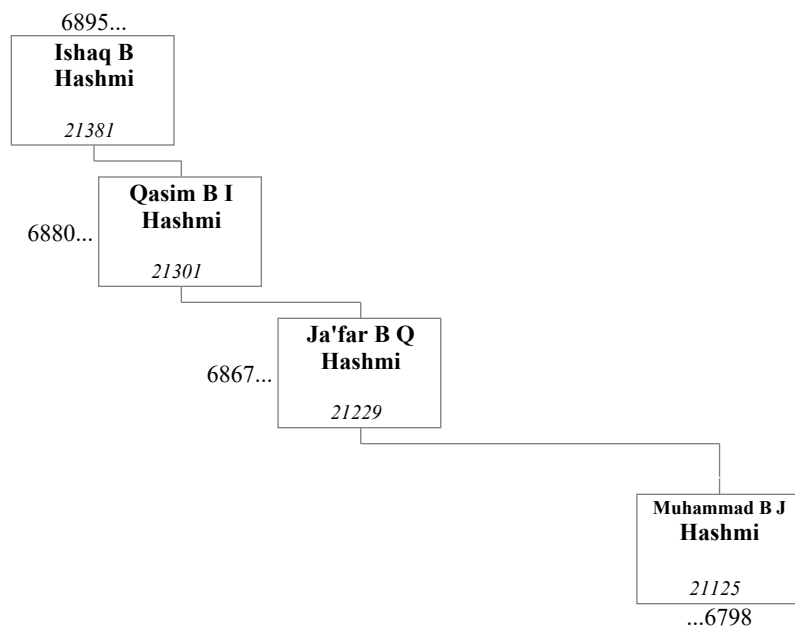 6895...
Ishaq B
Hashmi
21381
Qasim B I
Hashmi
6880...
21301
Ja'far B Q
Hashmi
6867...
21229
Muhammad B J
Hashmi
21125
...6798